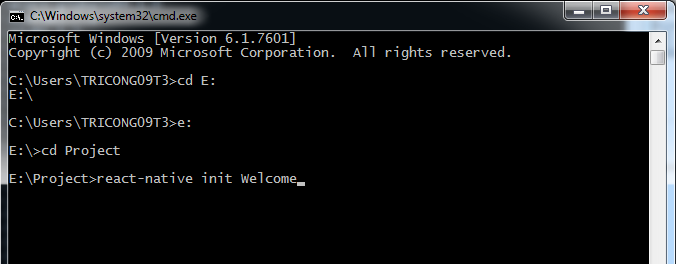 C:\Windows\system32\cmd.exe
Microsoft Windows [Version 6.1.7601]
Copyright (c) 2009 Microsoft Corporation.  All rights reserved.
C:\Users\TRICONG09T3>cd E:
E:\
C:\Users\TRICONG09T3>e:
E:\>cd Project
E:\Project>react-native init Welcome_